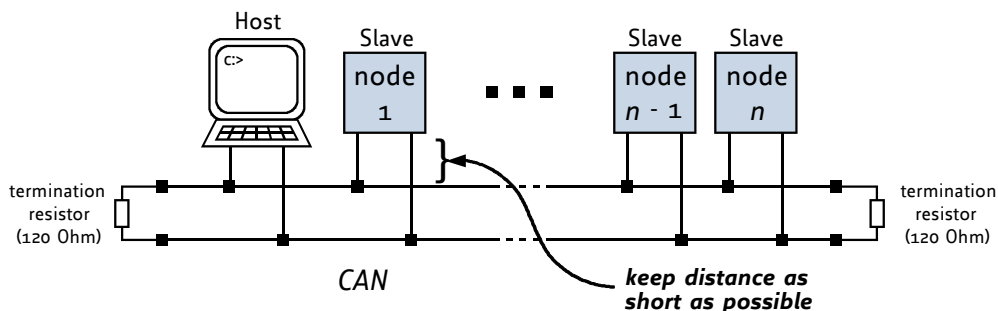 Host
C:>
Slave
node
1
Slave
node
n - 1
Slave
node
n
termination
resistor
(120 Ohm)
termination
resistor
(120 Ohm)
CAN
keep distance as
short as possible